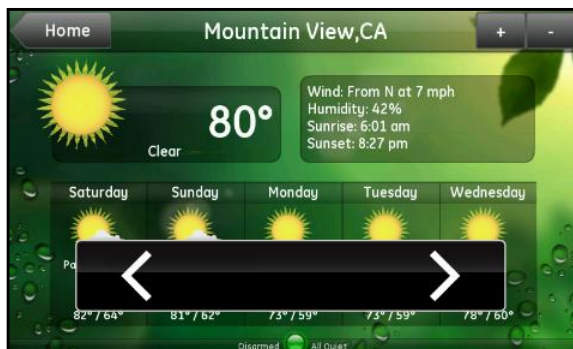 Home
Mountain View,CA
+ -
80°
Clear
Wind: From N at 7 mph
Humidity: 42%
Sunrise: 6:01 am
Sunset: 8:27 pm
Saturday Sunday Monday Tuesday Wednesday
82° / 64° 81° / 62° 73° / 59° 73° / 59° 78° / 60°
Disarmed All Quiet